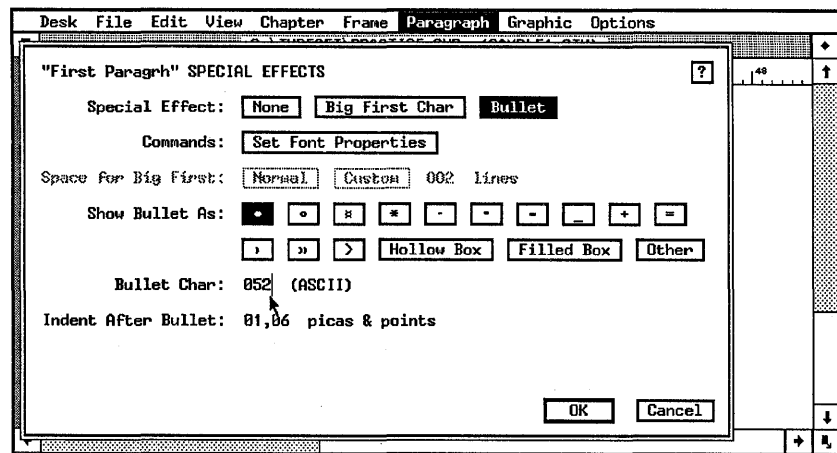 Desk File Edit View Chapter Frame Paragraph Graphic Options
48
"First Paragrh" SPECIAL EFFECTS ?
Special Effect: None Big First Char Bullet
Commands: Set Font Properties
Space for Big First: Normal Custom 002 lines
Show Bullet As: • ° ¤ * - - - _ + =
› » > Hollow Box Filled Box Other
Bullet Char: 052 (ASCII)
Indent After Bullet: 01,06 picas & points
OK Cancel